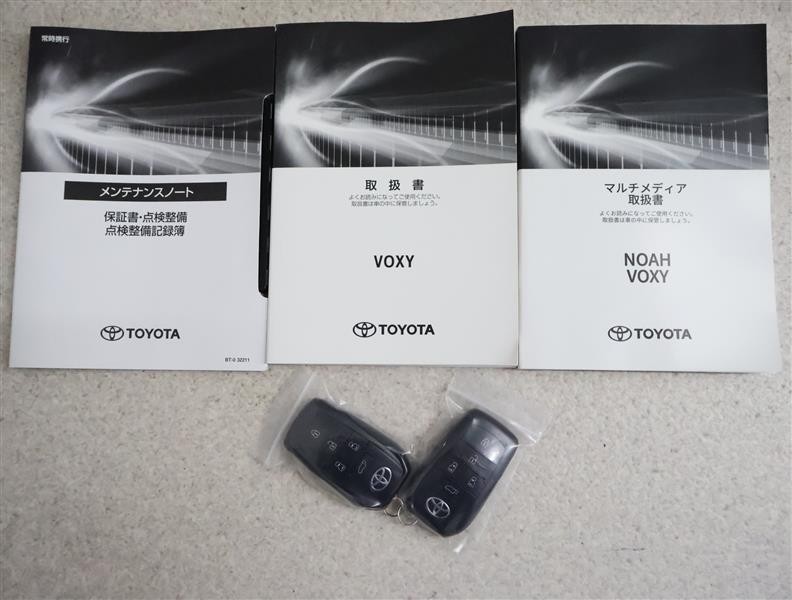 常時携行
メンテナンスノート
保証書・点検整備
点検整備記録簿
TOYOTA
BT-0 32211
取扱書
よくお読みになってご使用ください。
取扱書は車の中に保管しましょう。
VOXY
TOYOTA
マルチメディア
取扱書
よくお読みになってご使用ください。
取扱書は車の中に保管しましょう。
NOAH
VOXY
TOYOTA